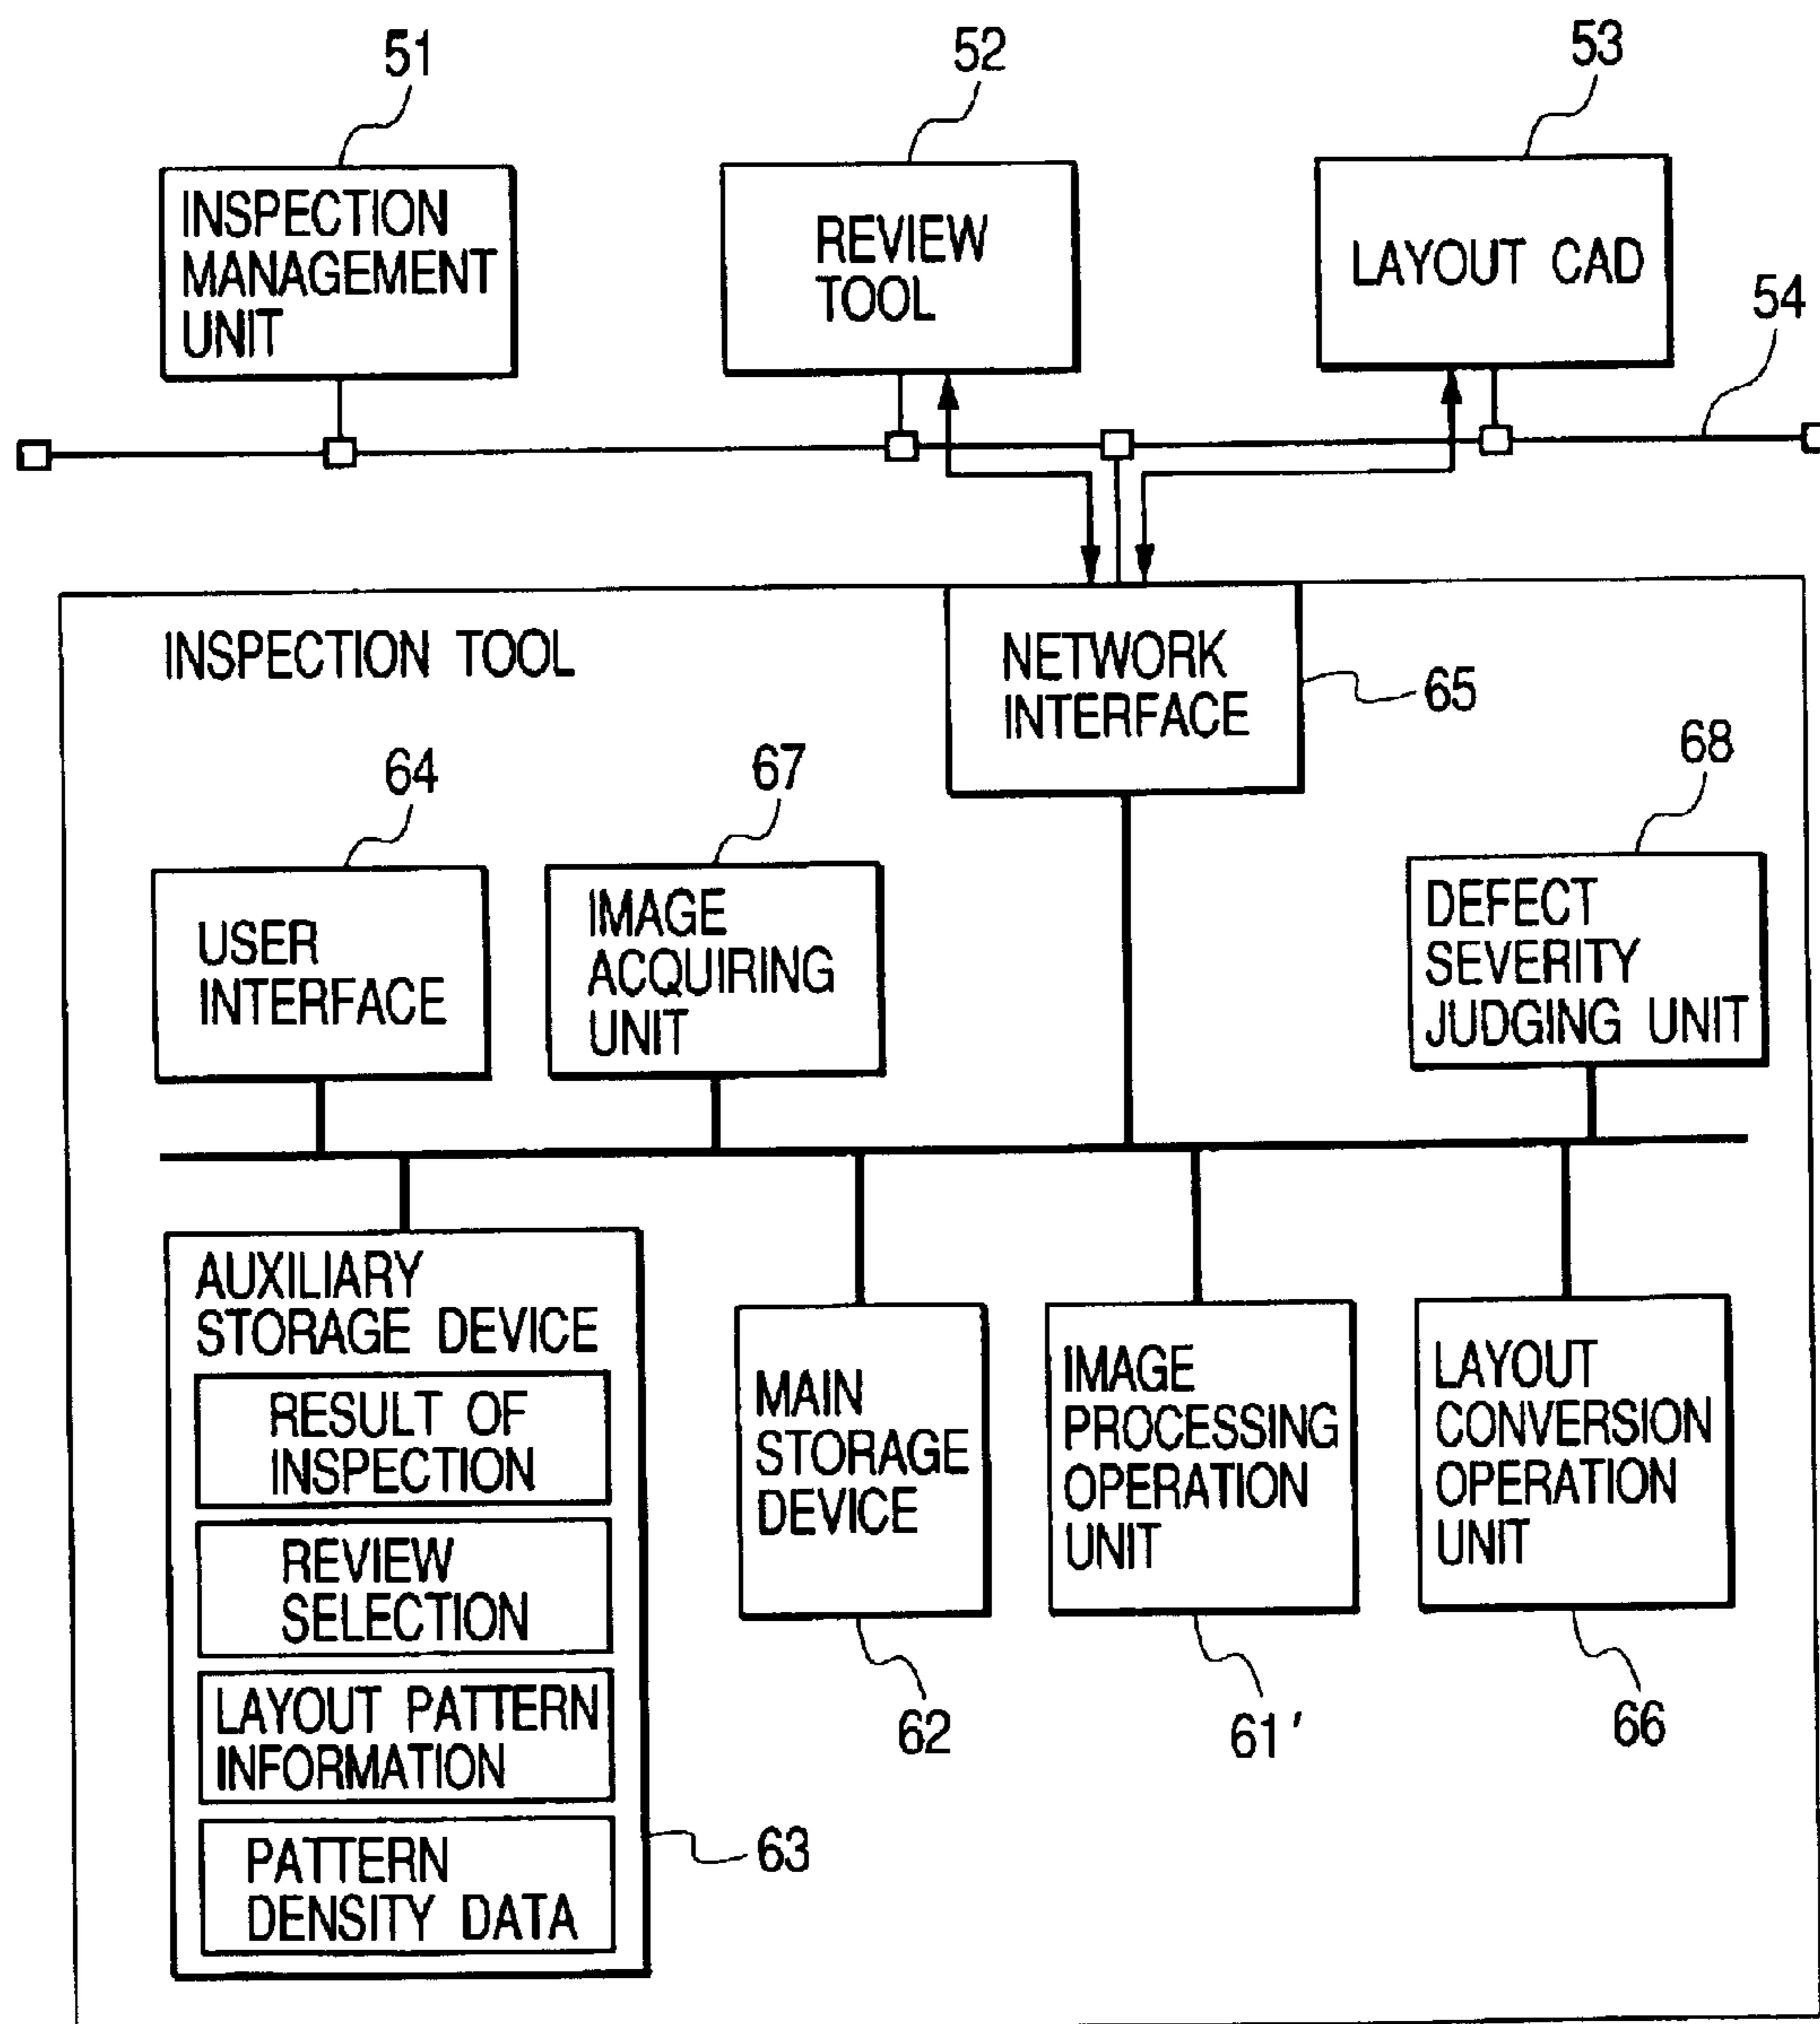 51
52
53
INSPECTION
MANAGEMENT
UNIT
REVIEW
TOOL
LAYOUT CAD
54
INSPECTION TOOL
NETWORK
INTERFACE
65
64
67
68
USER
INTERFACE
IMAGE
ACQUIRING
UNIT
DEFECT
SEVERITY
JUDGING UNIT
AUXILIARY
STORAGE DEVICE
RESULT OF
INSPECTION
REVIEW
SELECTION
LAYOUT PATTERN
INFORMATION
PATTERN
DENSITY DATA
63
MAIN
STORAGE
DEVICE
62
IMAGE
PROCESSING
OPERATION
UNIT
61'
LAYOUT
CONVERSION
OPERATION
UNIT
66